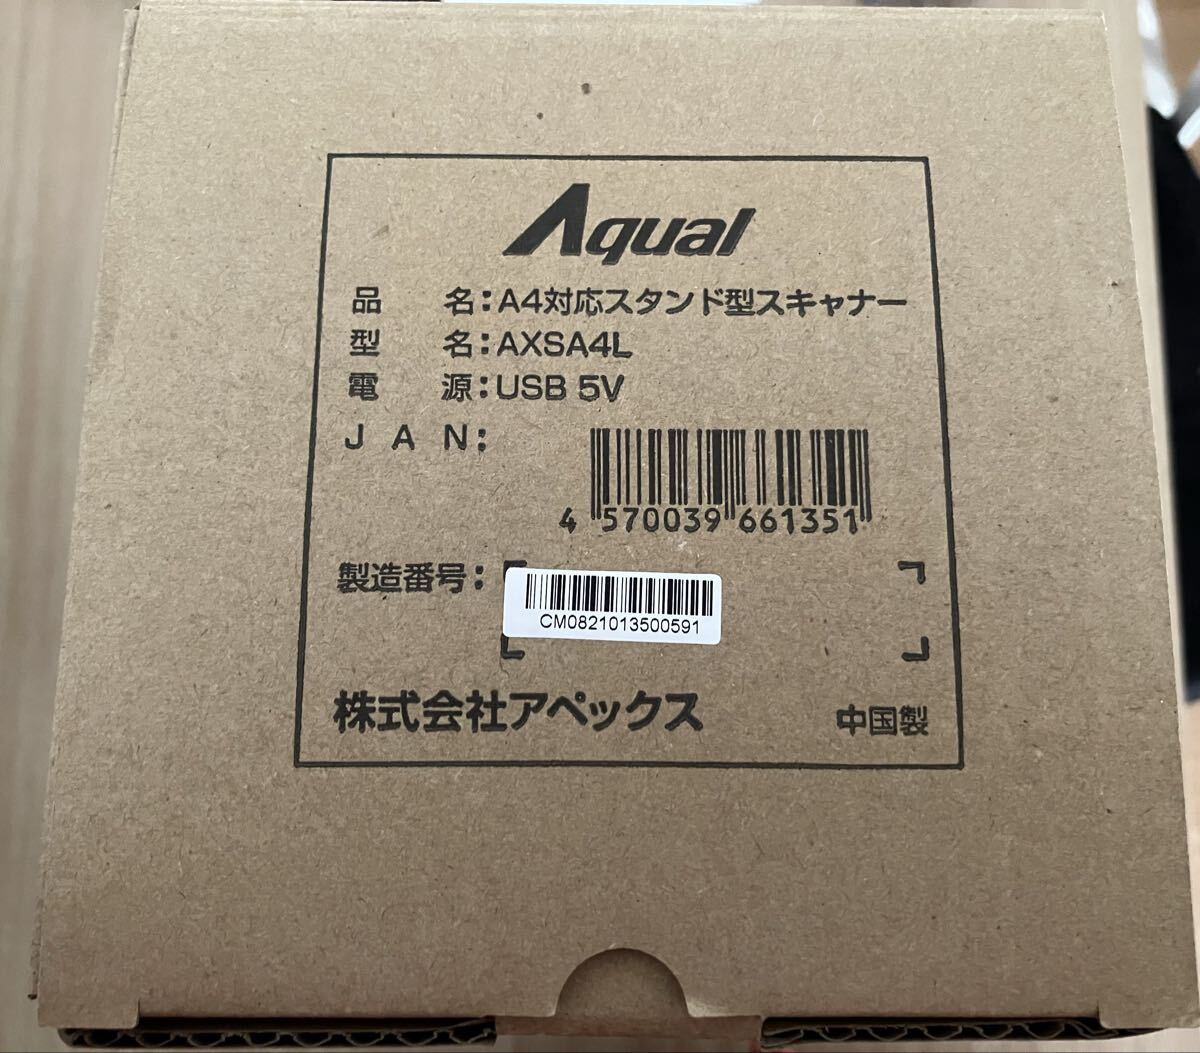 Aqual
品 名:A4対応スタンド型スキャナー
型 名:AXSA4L
電 源:USB 5V
JAN:
4 570039 661351
製造番号:
CM0821013500591
株式会社アペックス
中国製